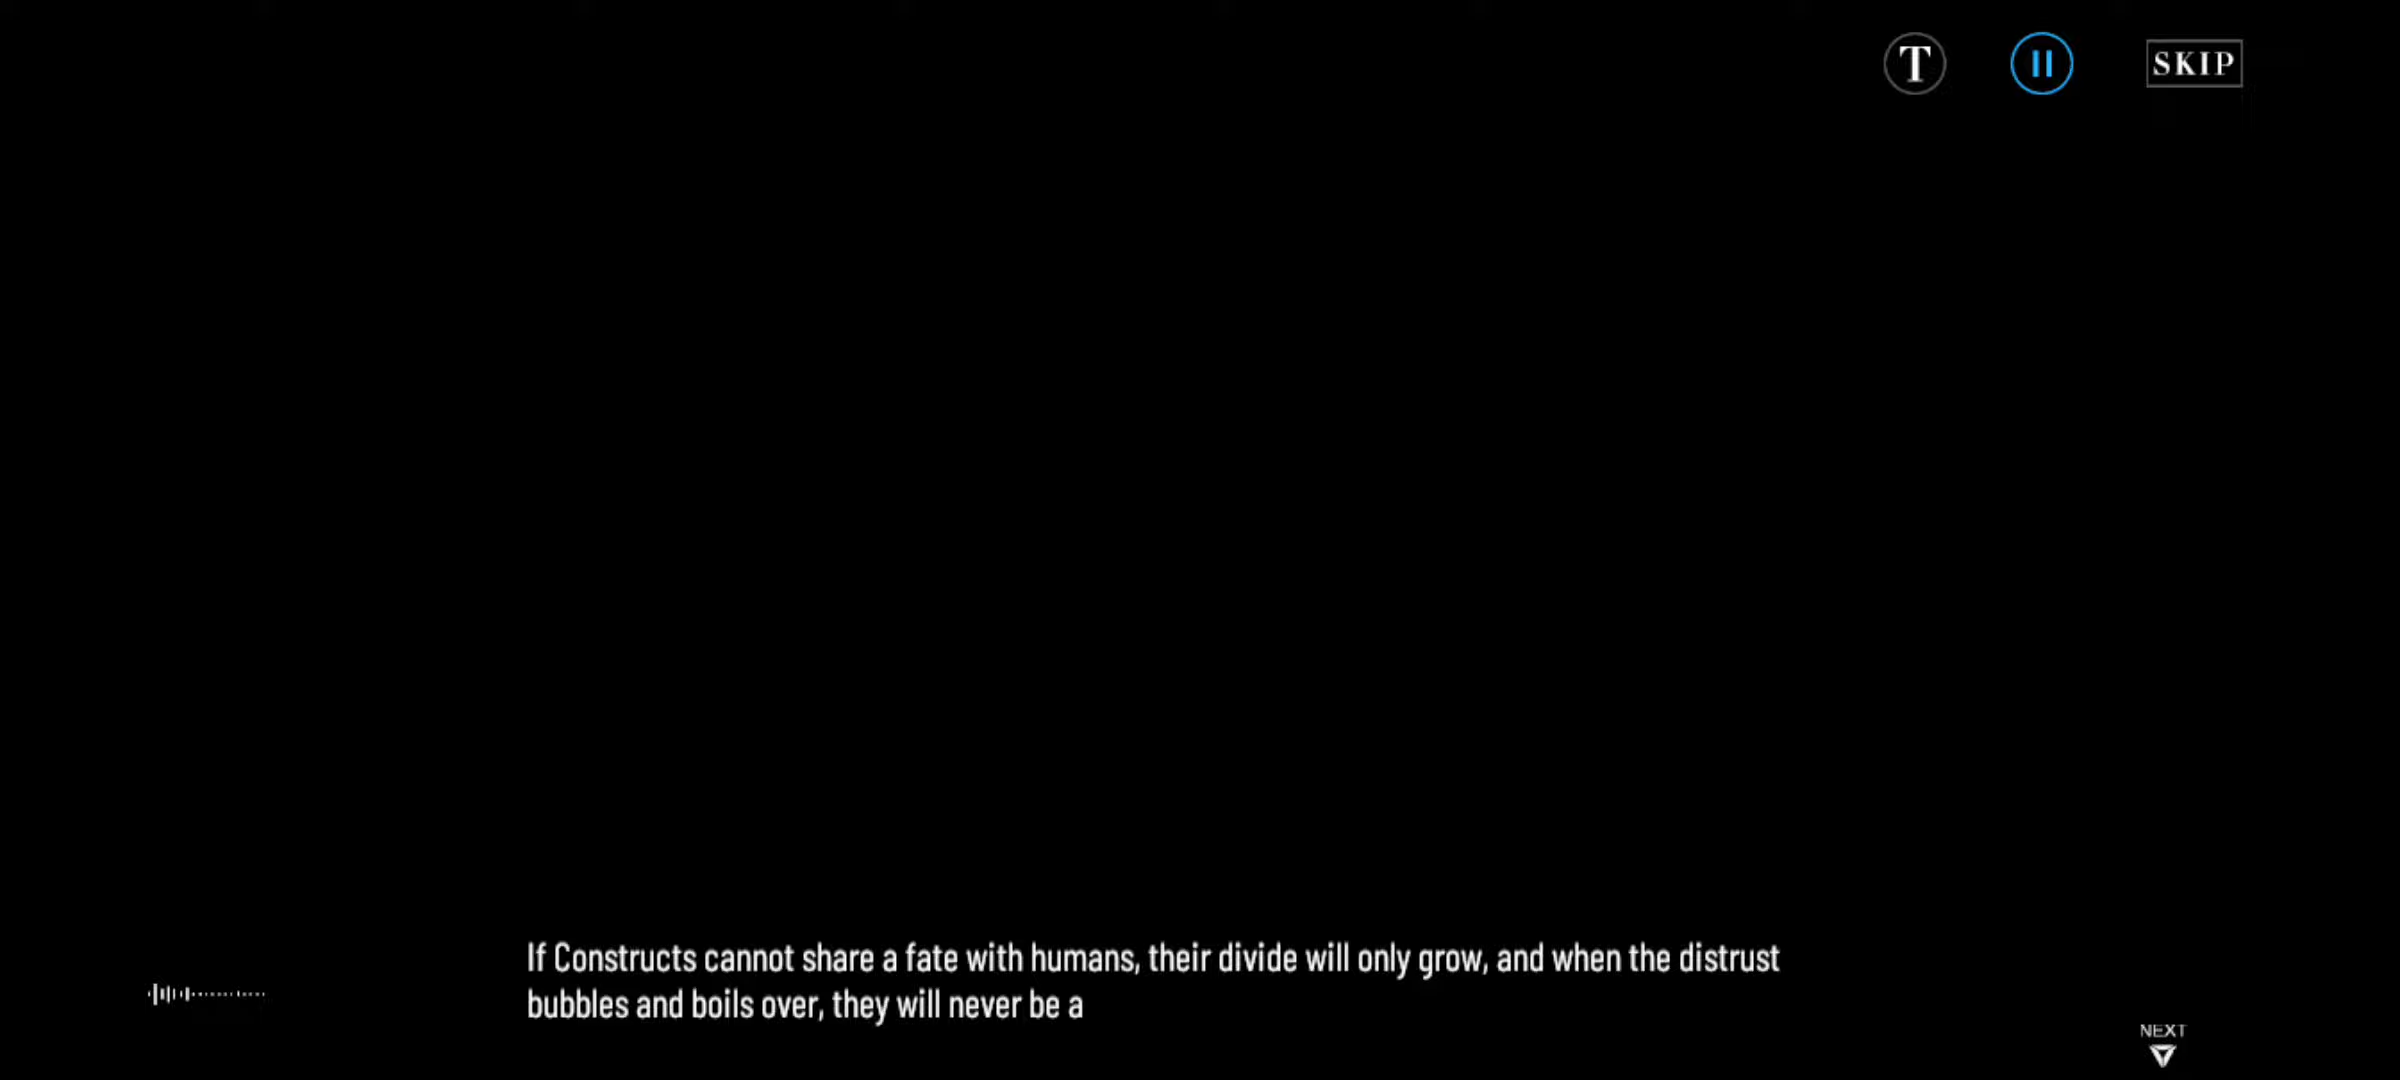 T
SKIP
If Constructs cannot share a fate with humans, their divide will only grow, and when the distrust
bubbles and boils over, they will never be a
NEXT